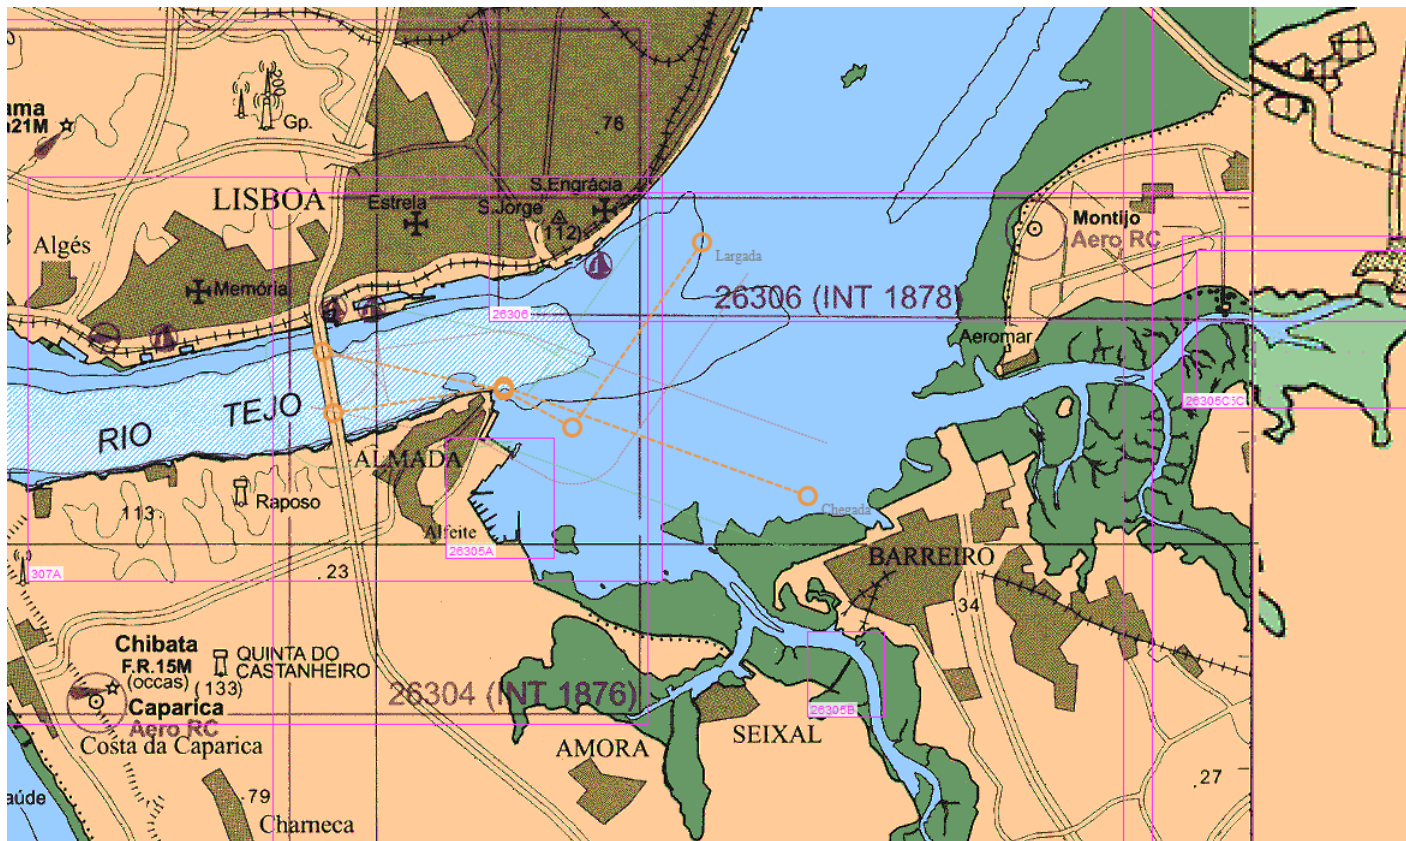 ama
21M
200
Gp.
.76
LISBOA
Estrela
S.Engrácia
S.Jorge
(112)
Algés
Memória
Montijo
Aero RC
Largada
26306 (INT 1878)
26306
Aeromar
26305C
RIO TEJO
ALMADA
Raposo
113
Alfeite
26305A
Chegada
307A
.23
BARREIRO
.34
Chibata
F.R.15M
(occas)
(133)
QUINTA DO
CASTANHEIRO
Caparica
Aero RC
26304 (INT 1876)
26305B
Costa da Caparica
AMORA
SEIXAL
.27
aúde
.79
Charneca